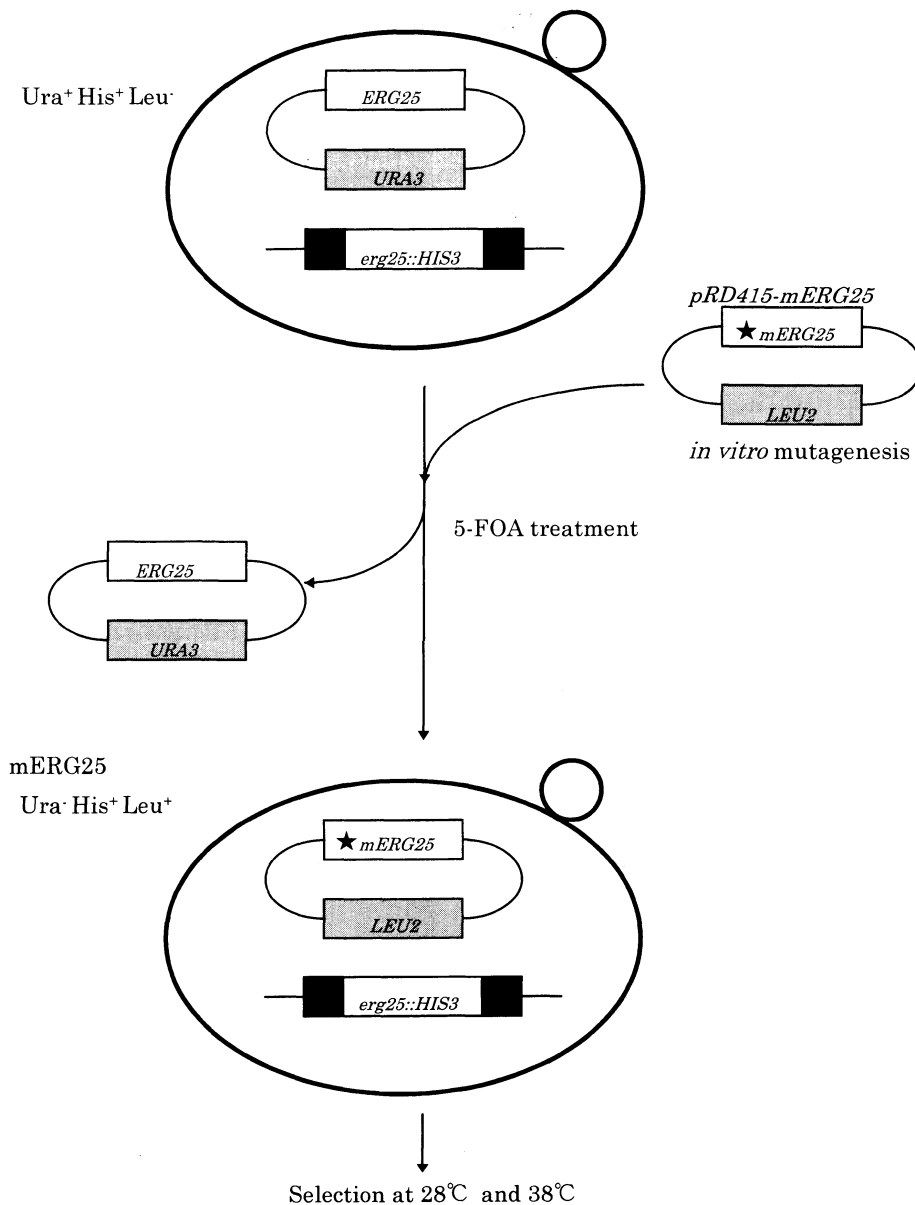 Ura⁺ His⁺ Leu⁻
ERG25
URA3
erg25::HIS3
pRD415-mERG25
★mERG25
LEU2
in vitro mutagenesis
5-FOA treatment
ERG25
URA3
mERG25
Ura⁻ His⁺ Leu⁺
★mERG25
LEU2
erg25::HIS3
Selection at 28℃ and 38℃